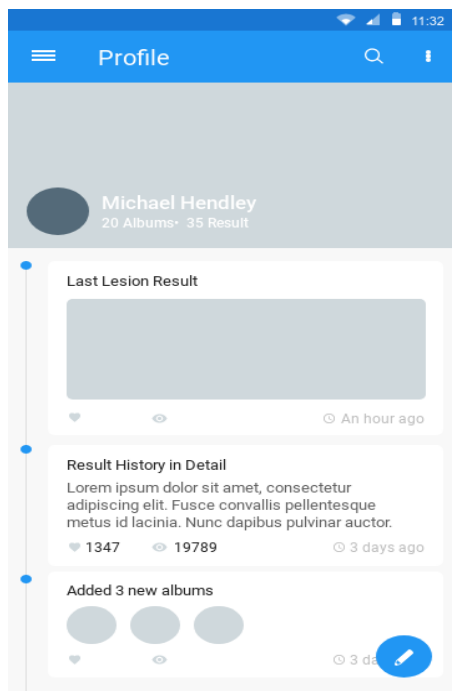 11:32
Profile
Michael Hendley
20 Albums• 35 Result
Last Lesion Result
An hour ago
Result History in Detail
Lorem ipsum dolor sit amet, consectetur
adipiscing elit. Fusce convallis pellentesque
metus id lacinia. Nunc dapibus pulvinar auctor.
1347 19789 3 days ago
Added 3 new albums
3